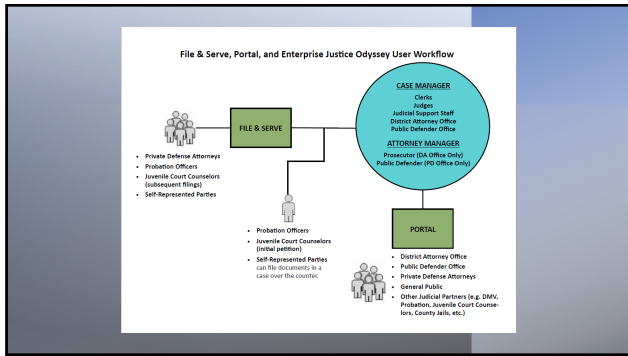 File & Serve, Portal, and Enterprise Justice Odyssey User Workflow
CASE MANAGER
Clerks
Judges
Judicial Support Staff
District Attorney Office
Public Defender Office
ATTORNEY MANAGER
Prosecutor (DA Office Only)
Public Defender (PD Office Only)
FILE & SERVE
• Private Defense Attorneys
• Probation Officers
• Juvenile Court Counselors
(subsequent filings)
• Self-Represented Parties
• Probation Officers
• Juvenile Court Counselors
(initial petition)
• Self-Represented Parties
can file documents in a
case over the counter.
PORTAL
• District Attorney Office
• Public Defender Office
• Private Defense Attorneys
• General Public
• Other Judicial Partners (e.g. DMV,
Probation, Juvenile Court Counse-
lors, County Jails, etc.)